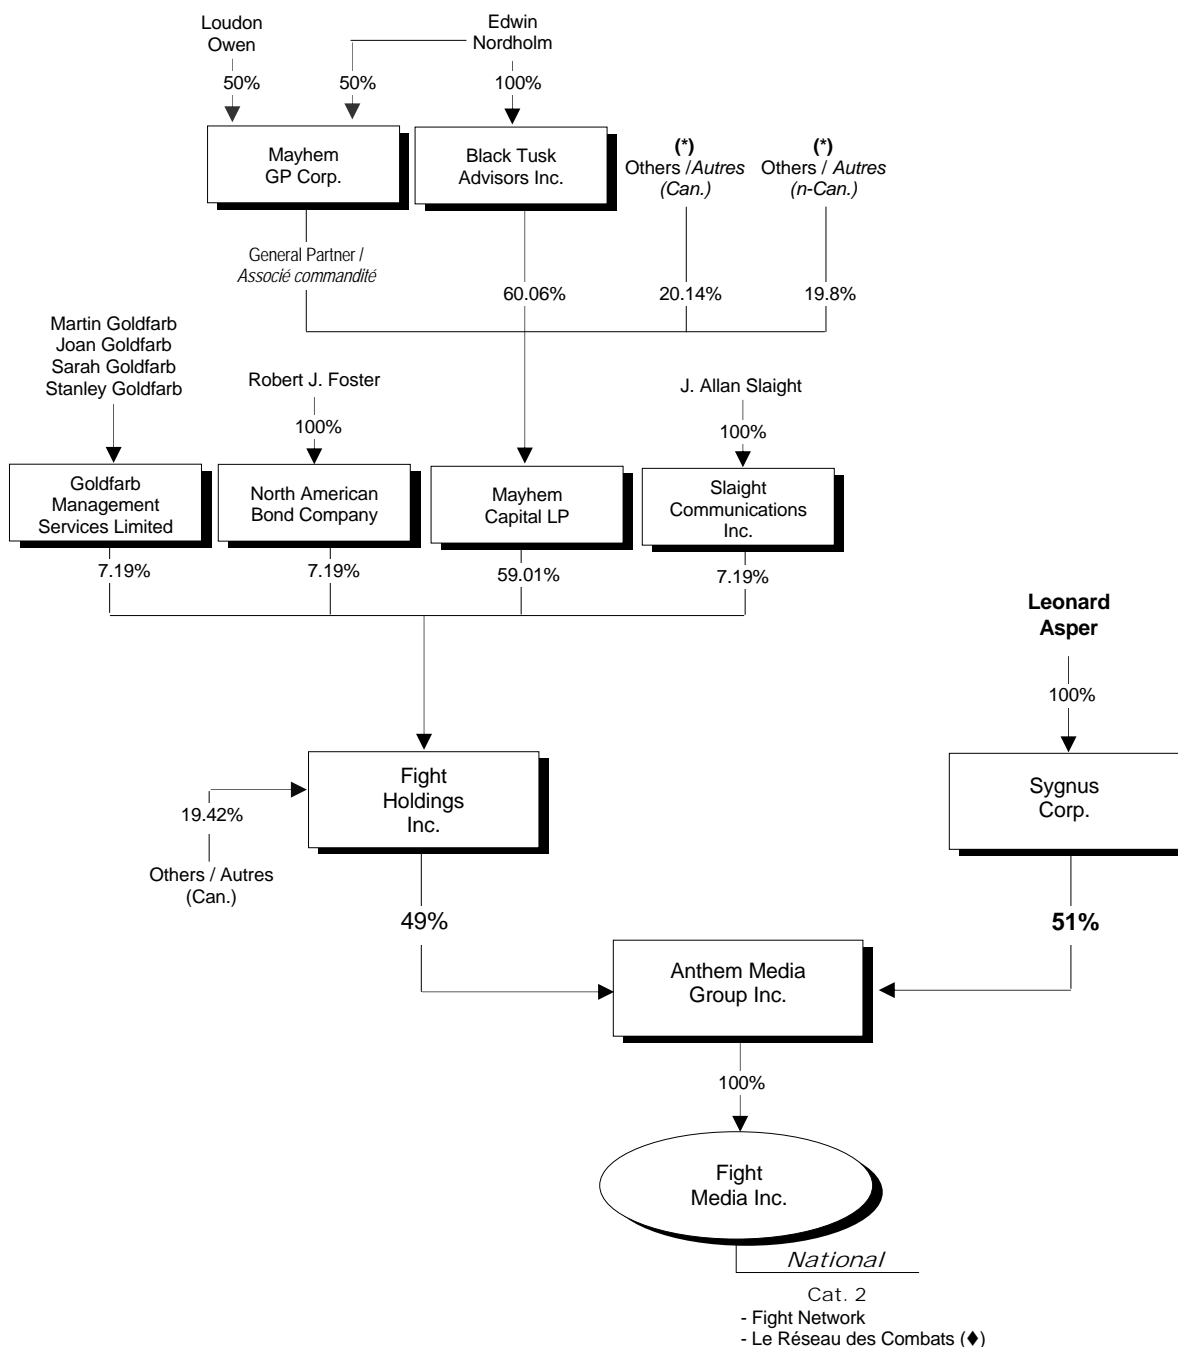 Loudon
Owen
Edwin
Nordholm
50%
50%
100%
Mayhem
GP Corp.
Black Tusk
Advisors Inc.
(*)
Others /Autres
(Can.)
(*)
Others / Autres
(n-Can.)
General Partner /
Associé commandité
60.06%
20.14%
19.8%
Martin Goldfarb
Joan Goldfarb
Sarah Goldfarb
Stanley Goldfarb
Robert J. Foster
100%
J. Allan Slaight
100%
Goldfarb
Management
Services Limited
North American
Bond Company
Mayhem
Capital LP
Slaight
Communications
Inc.
7.19%
7.19%
59.01%
7.19%
Leonard
Asper
100%
Fight
Holdings
Inc.
Sygnus
Corp.
19.42%
Others / Autres
(Can.)
49%
51%
Anthem Media
Group Inc.
100%
Fight
Media Inc.
National
Cat. 2
- Fight Network
- Le Réseau des Combats (♦)